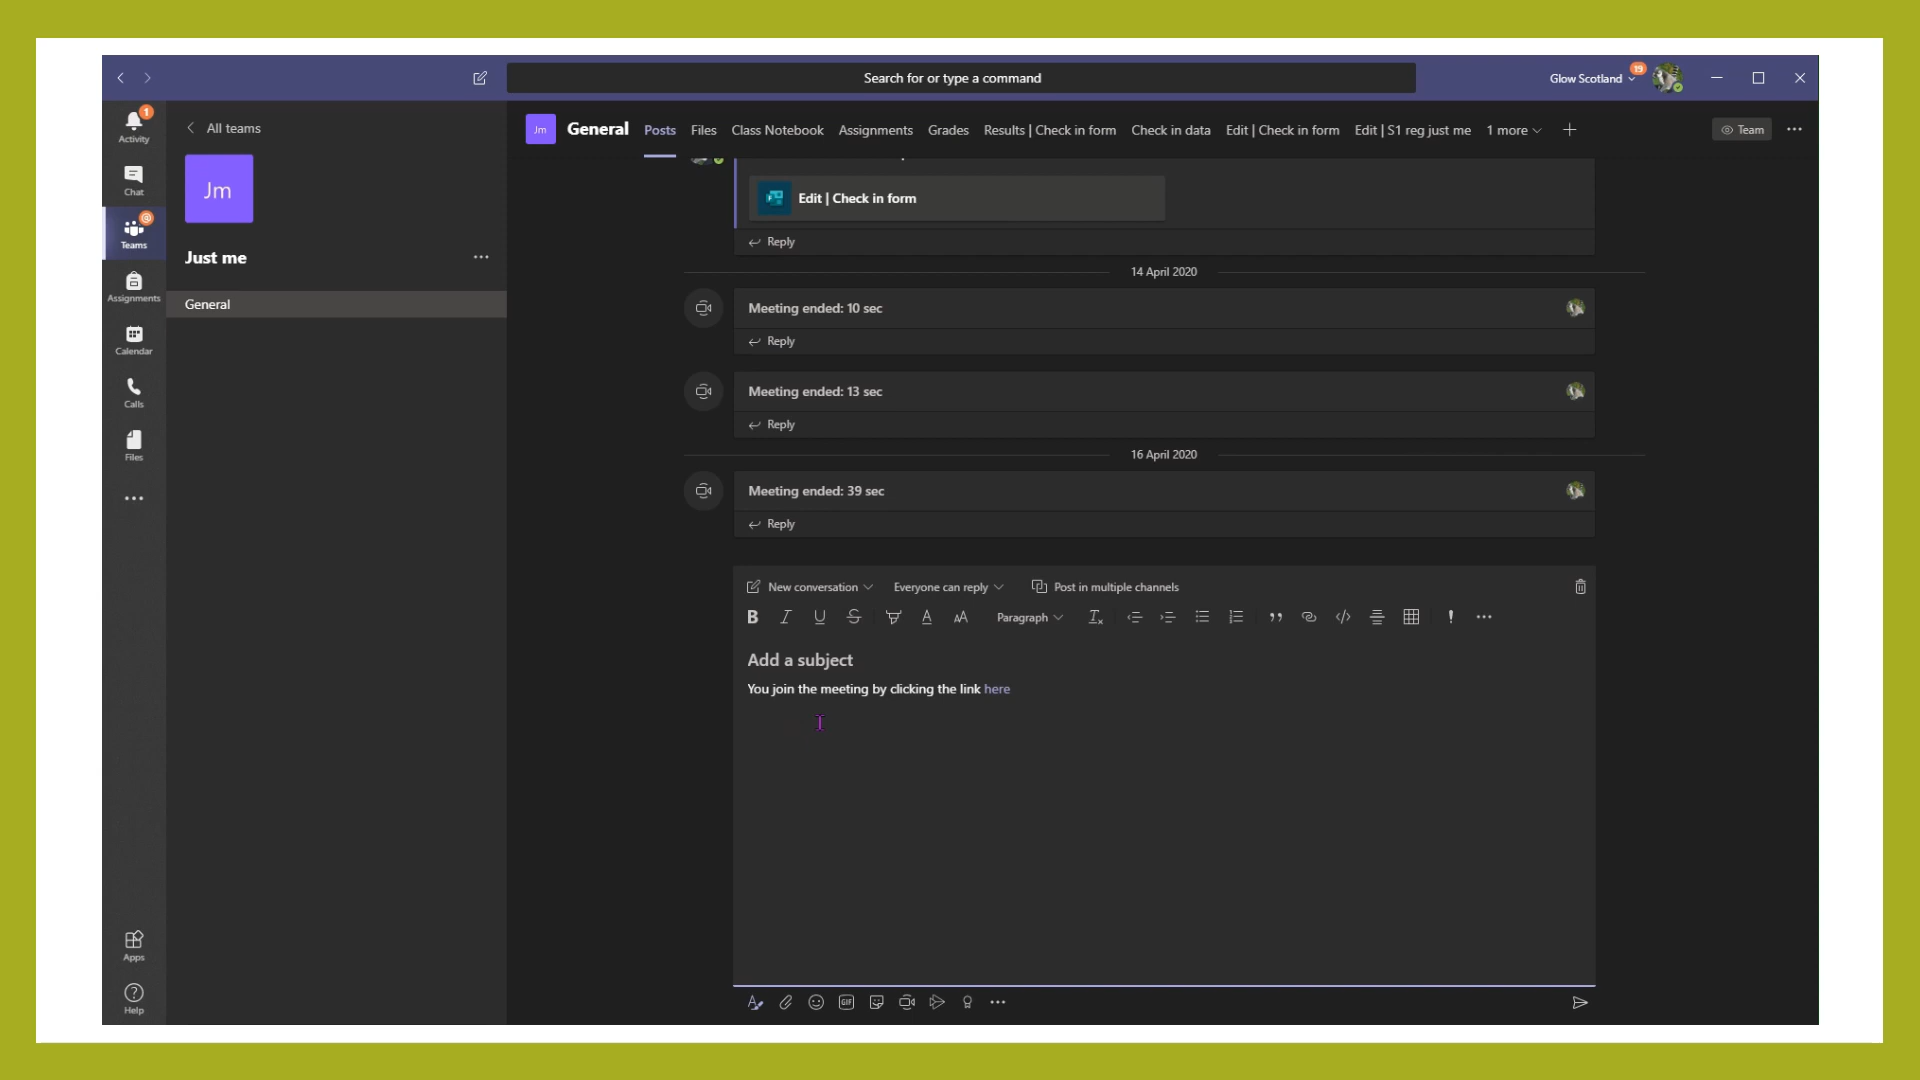 Search for or type a command
Glow Scotland
19
1
Activity
Chat
Teams
Assignments
Calendar
Calls
Files
Apps
Help
All teams
Jm
Just me
General
Jm
General
Posts
Files
Class Notebook
Assignments
Grades
Results | Check in form
Check in data
Edit | Check in form
Edit | S1 reg just me
1 more
Team
Edit | Check in form
Reply
14 April 2020
Meeting ended: 10 sec
Reply
Meeting ended: 13 sec
Reply
16 April 2020
Meeting ended: 39 sec
Reply
New conversation
Everyone can reply
Post in multiple channels
Paragraph
Add a subject
You join the meeting by clicking the link here
GIF